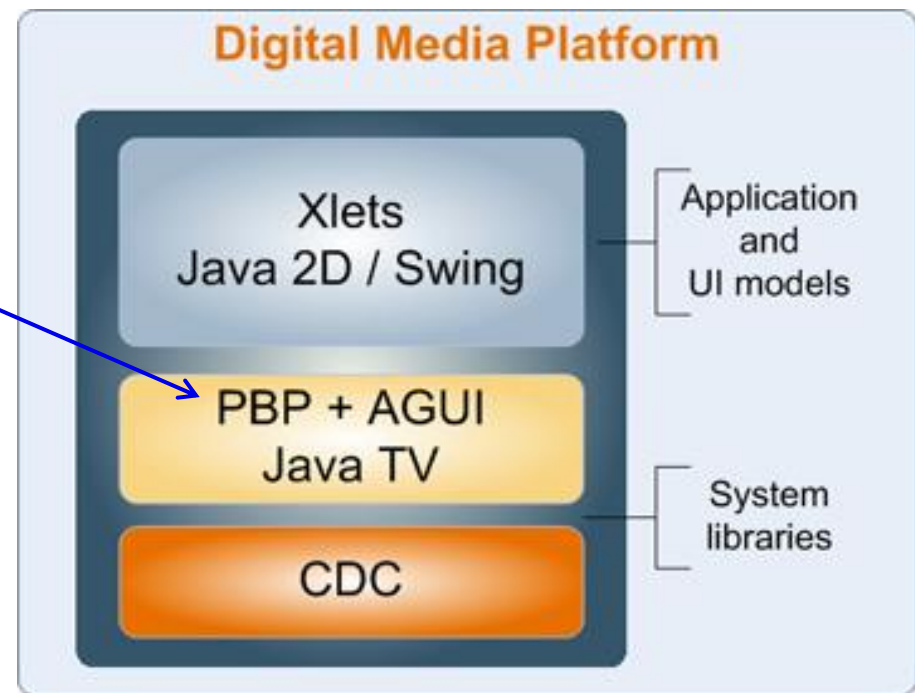 Digital Media Platform
Xlets
Java 2D / Swing
Application
and
UI models
PBP + AGUI
Java TV
System
libraries
CDC